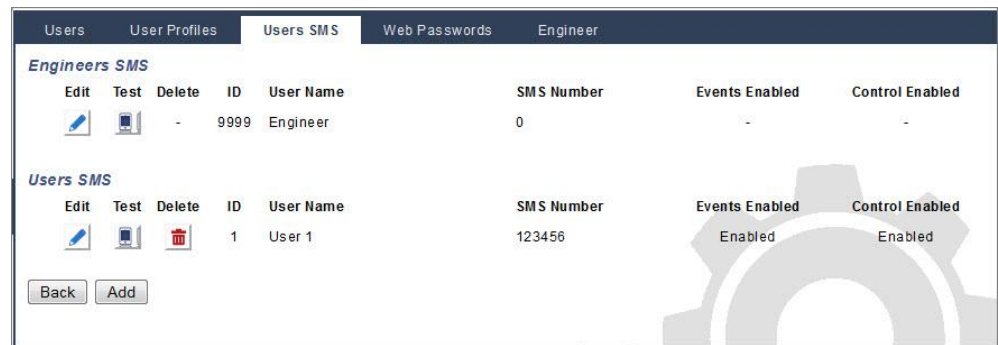 Users User Profiles Users SMS Web Passwords Engineer
Engineers SMS
Edit Test Delete ID User Name SMS Number Events Enabled Control Enabled
- 9999 Engineer 0 - -
Users SMS
Edit Test Delete ID User Name SMS Number Events Enabled Control Enabled
1 User 1 123456 Enabled Enabled
Back Add